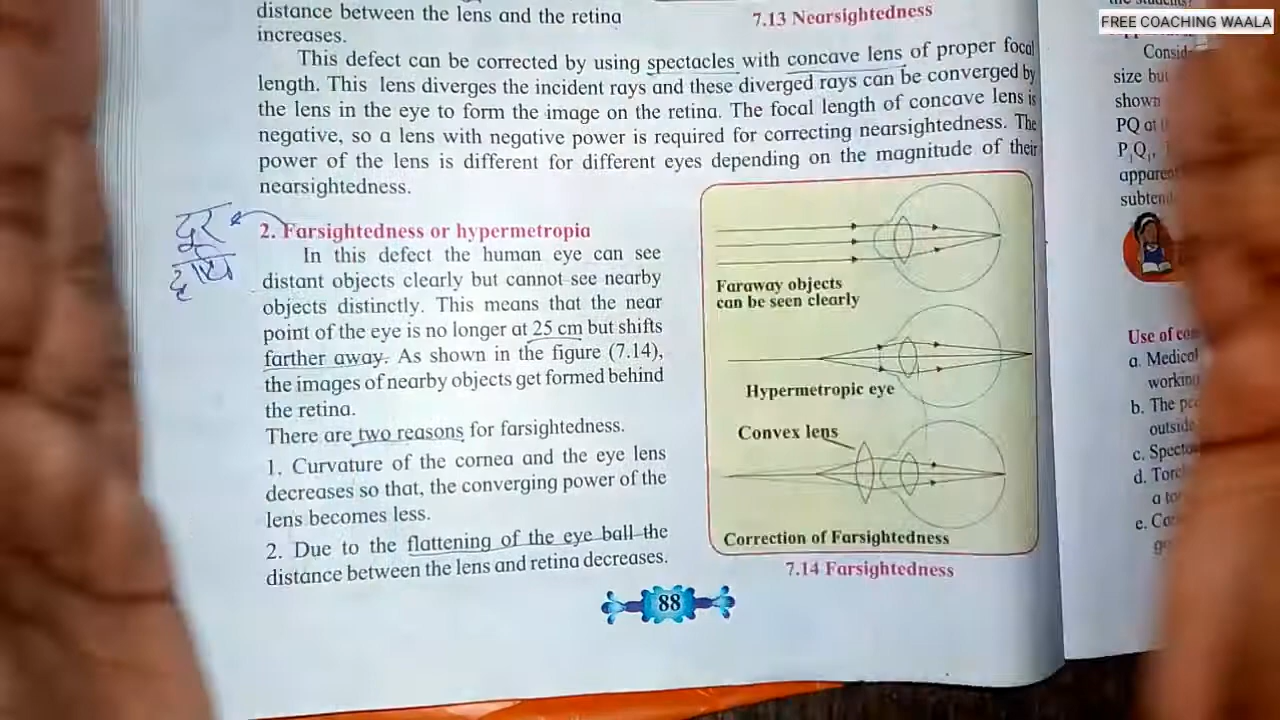 distance between the lens and the retina
increases.
7.13 Nearsightedness
This defect can be corrected by using spectacles with concave lens of proper focal
length. This lens diverges the incident rays and these diverged rays can be converged by
the lens in the eye to form the image on the retina. The focal length of concave lens is
negative, so a lens with negative power is required for correcting nearsightedness. The
power of the lens is different for different eyes depending on the magnitude of their
nearsightedness.
दूर
2. Farsightedness or hypermetropia
In this defect the human eye can see
distant objects clearly but cannot see nearby
objects distinctly. This means that the near
point of the eye is no longer at 25 cm but shifts
farther away. As shown in the figure (7.14),
the images of nearby objects get formed behind
the retina.
There are two reasons for farsightedness.
1. Curvature of the cornea and the eye lens
decreases so that, the converging power of the
lens becomes less.
2. Due to the flattening of the eye ball the
distance between the lens and retina decreases.
Faraway objects
can be seen clearly
Hypermetropic eye
Convex lens
Correction of Farsightedness
7.14 Farsightedness
88
FREE COACHING WAALA
the students?
size but
shown
PQ at
P₁Q₁,
subtend
Use of
a. Medical
working
b. The
outside
c.
d.
a
e.